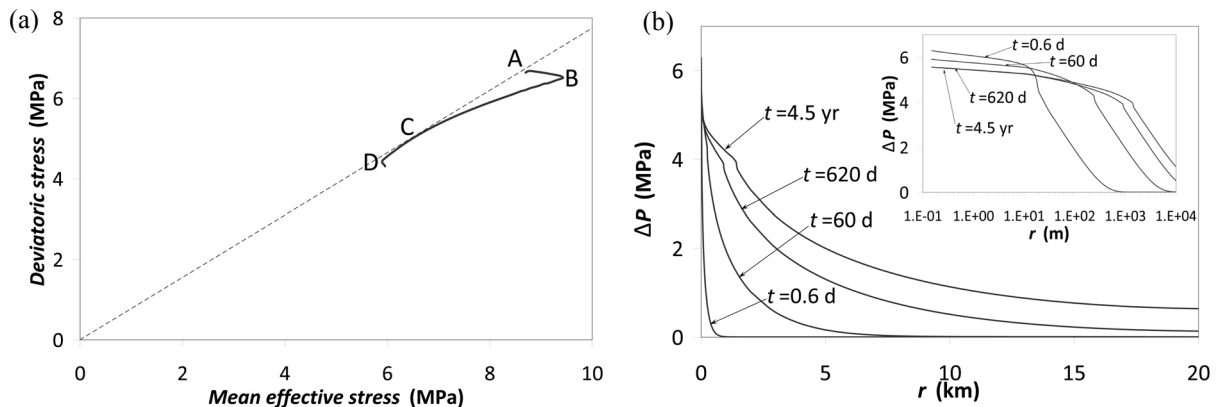 (a)
8
6
4
2
0
Deviatoric stress (MPa)
A
B
C
D
0 2 4 6 8 10
Mean effective stress (MPa)
(b)
6
4
2
0
ΔP (MPa)
t =4.5 yr
t =620 d
t =60 d
t =0.6 d
0 5 10 15 20
r (km)
6
4
2
0
ΔP (MPa)
t =0.6 d
t =60 d
t =620 d
t =4.5 yr
1.E-01 1.E+00 1.E+01 1.E+02 1.E+03 1.E+04
r (m)